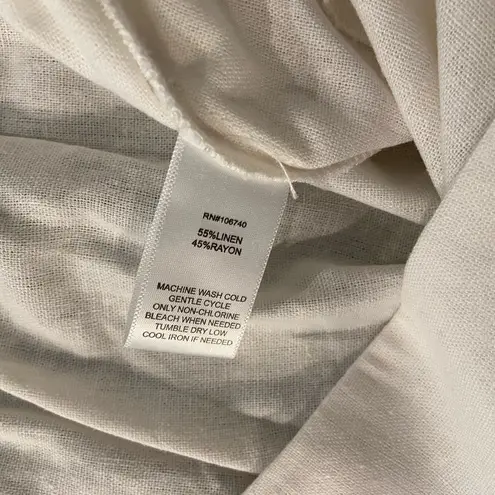 RN#106740
55%LINEN
45%RAYON
MACHINE WASH COLD
GENTLE CYCLE
ONLY NON-CHLORINE
BLEACH WHEN NEEDED
TUMBLE DRY LOW
COOL IRON IF NEEDED